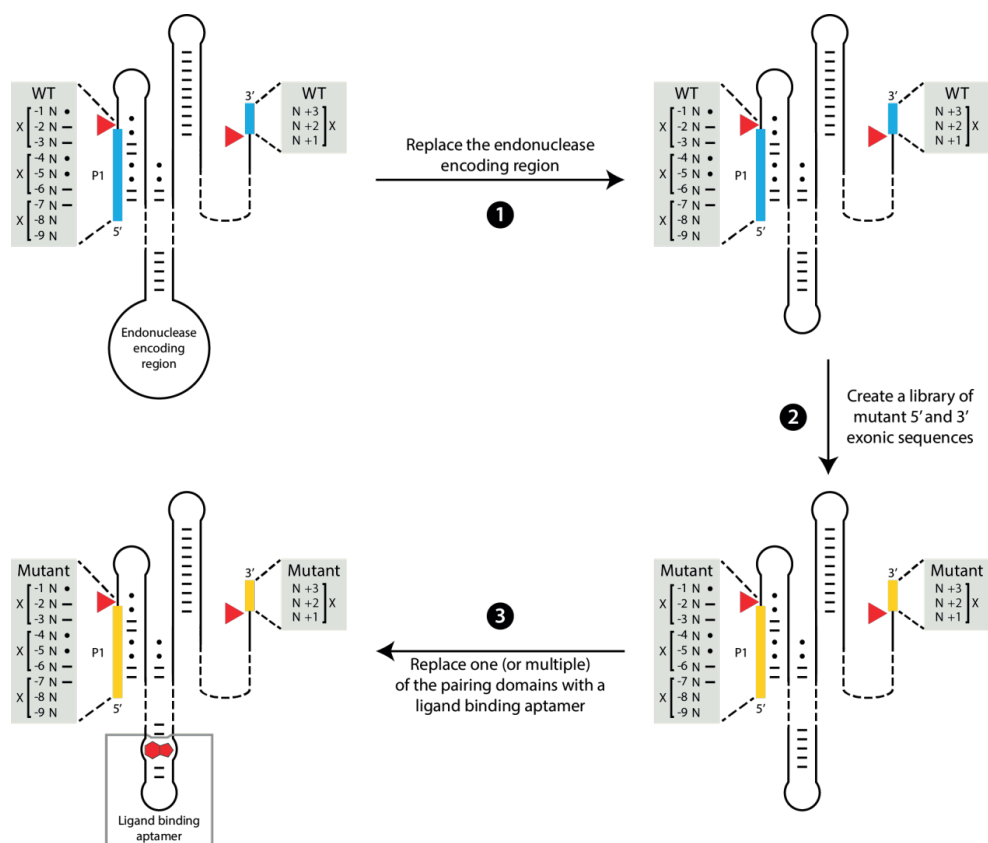 WT
-1 N •
X [ -2 N –
-3 N –
-4 N •
X [ -5 N •
-6 N –
-7 N –
X [ -8 N
-9 N
P1
5’
3’
WT
N +3
N +2 ] X
N +1
Endonuclease
encoding
region
Replace the endonuclease
encoding region
1
WT
-1 N •
X [ -2 N –
-3 N –
-4 N •
X [ -5 N •
-6 N –
-7 N –
X [ -8 N
-9 N
P1
5’
3’
WT
N +3
N +2 ] X
N +1
2
Create a library of
mutant 5’ and 3’
exonic sequences
Mutant
-1 N •
X [ -2 N –
-3 N –
-4 N •
X [ -5 N •
-6 N –
-7 N –
X [ -8 N
-9 N
P1
5’
3’
Mutant
N +3
N +2 ] X
N +1
3
Replace one (or multiple)
of the pairing domains with a
ligand binding aptamer
Mutant
-1 N •
X [ -2 N –
-3 N –
-4 N •
X [ -5 N •
-6 N –
-7 N –
X [ -8 N
-9 N
P1
5’
3’
Mutant
N +3
N +2 ] X
N +1
Ligand binding
aptamer